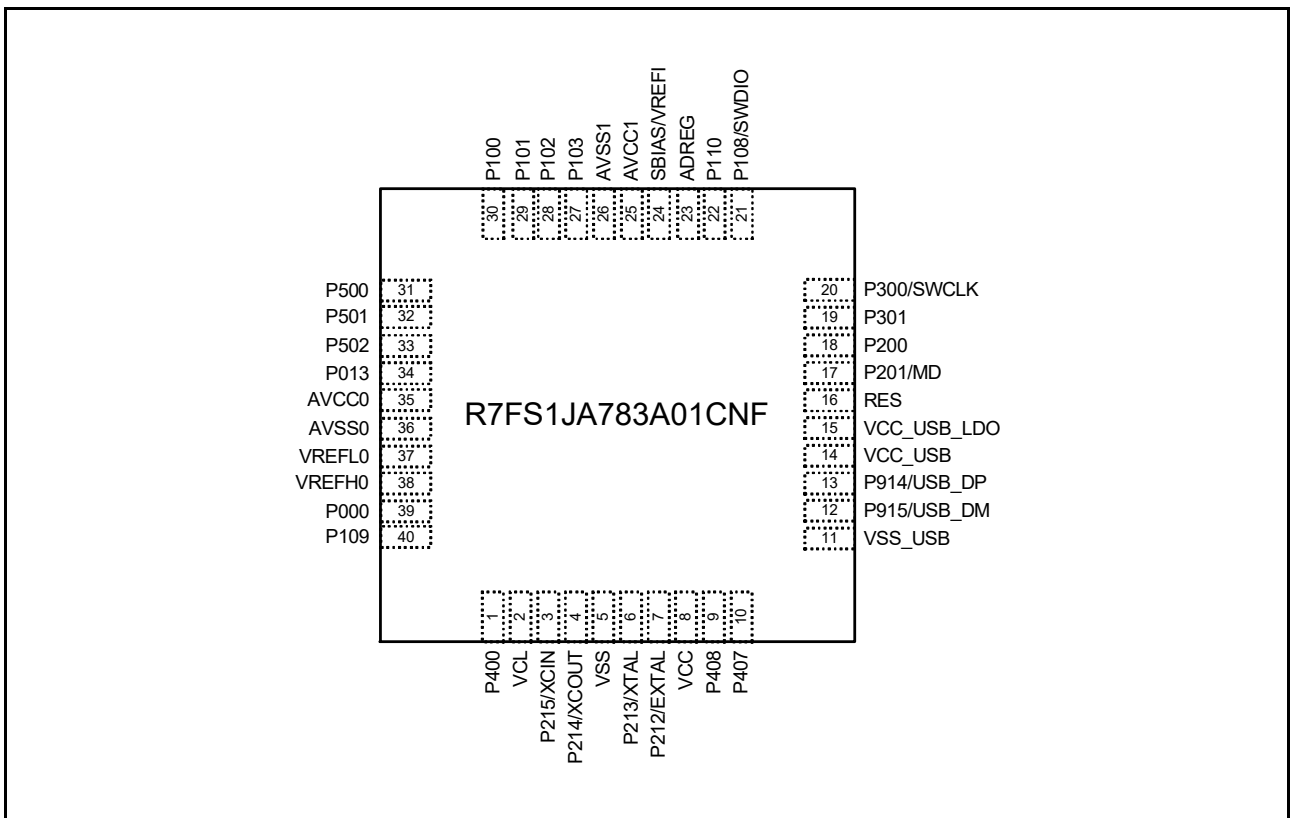 P100
P101
P102
P103
AVSS1
AVCC1
SBIAS/VREFI
ADREG
P110
P108/SWDIO
30
29
28
27
26
25
24
23
22
21
P500 31
P501 32
P502 33
P013 34
AVCC0 35
AVSS0 36
VREFL0 37
VREFH0 38
P000 39
P109 40
R7FS1JA783A01CNF
20 P300/SWCLK
19 P301
18 P200
17 P201/MD
16 RES
15 VCC_USB_LDO
14 VCC_USB
13 P914/USB_DP
12 P915/USB_DM
11 VSS_USB
1
2
3
4
5
6
7
8
9
10
P400
VCL
P215/XCIN
P214/XCOUT
VSS
P213/XTAL
P212/EXTAL
VCC
P408
P407